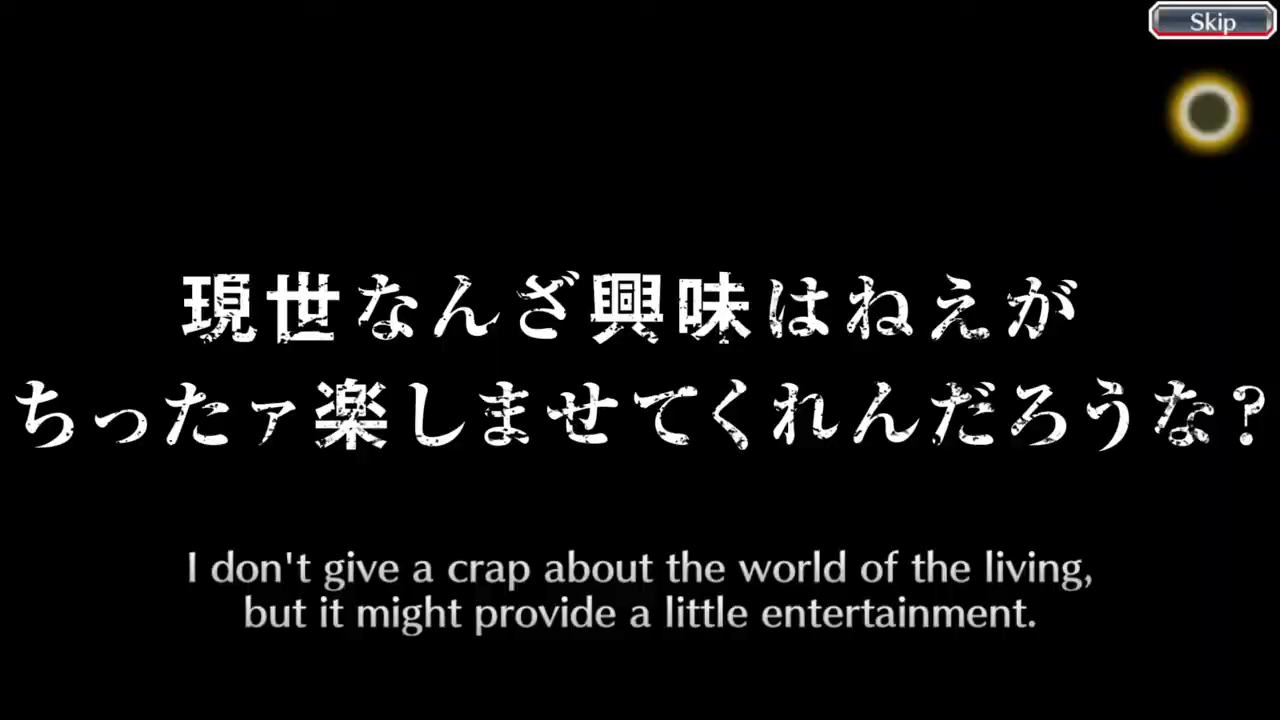 Skip
現世なんざ興味はねえが
ちったァ楽しませてくれんだろうな?
I don't give a crap about the world of the living,
but it might provide a little entertainment.